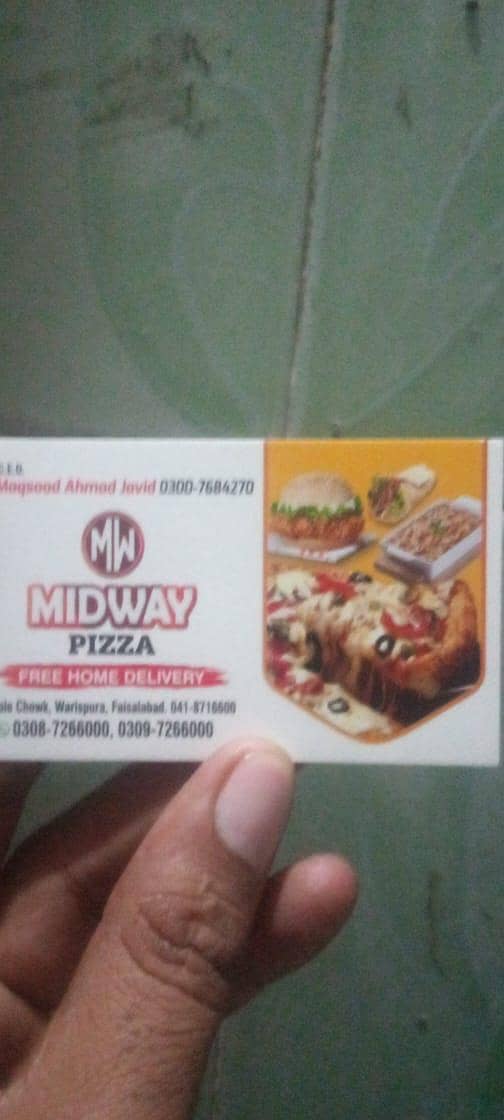 C.E.O.
Maqsood Ahmad Javid 0300-7684270
MW
MIDWAY
PIZZA
FREE HOME DELIVERY
Chowk, Warispura, Faisalabad. 041-8716600
0308-7266000, 0309-7266000